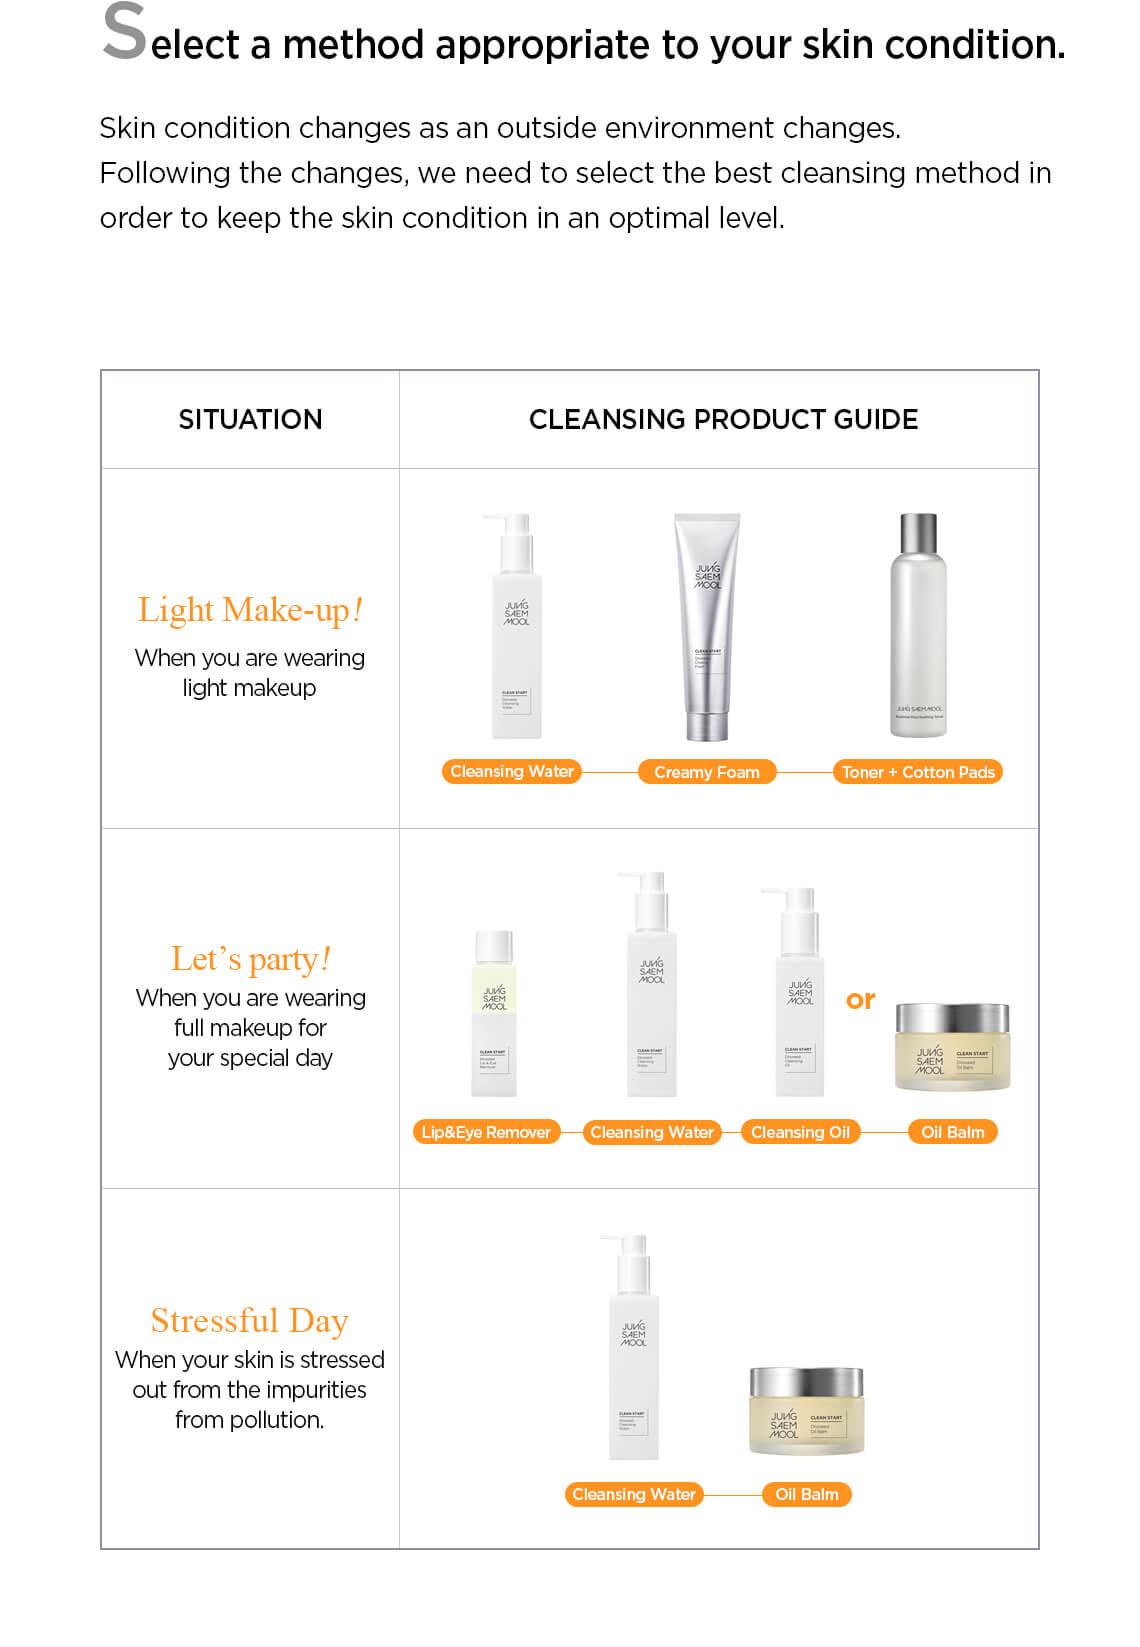 Select a method appropriate to your skin condition.
Skin condition changes as an outside environment changes.
Following the changes, we need to select the best cleansing method in
order to keep the skin condition in an optimal level.
SITUATION
CLEANSING PRODUCT GUIDE
Light Make-up!
When you are wearing
light makeup
JUNG
SAEM
MOOL
CLEAN START
JUNG
SAEM
MOOL
CLEAN START
JUNG SAEM MOOL
Cleansing Water
Creamy Foam
Toner + Cotton Pads
Let's party!
When you are wearing
full makeup for
your special day
JUNG
SAEM
MOOL
CLEAN START
JUNG
SAEM
MOOL
CLEAN START
JUNG
SAEM
MOOL
CLEAN START
or
JUNG
SAEM
MOOL
CLEAN START
Oil Balm
Lip&Eye Remover
Cleansing Water
Cleansing Oil
Oil Balm
Stressful Day
When your skin is stressed
out from the impurities
from pollution.
JUNG
SAEM
MOOL
CLEAN START
JUNG
SAEM
MOOL
CLEAN START
Oil Balm
Cleansing Water
Oil Balm